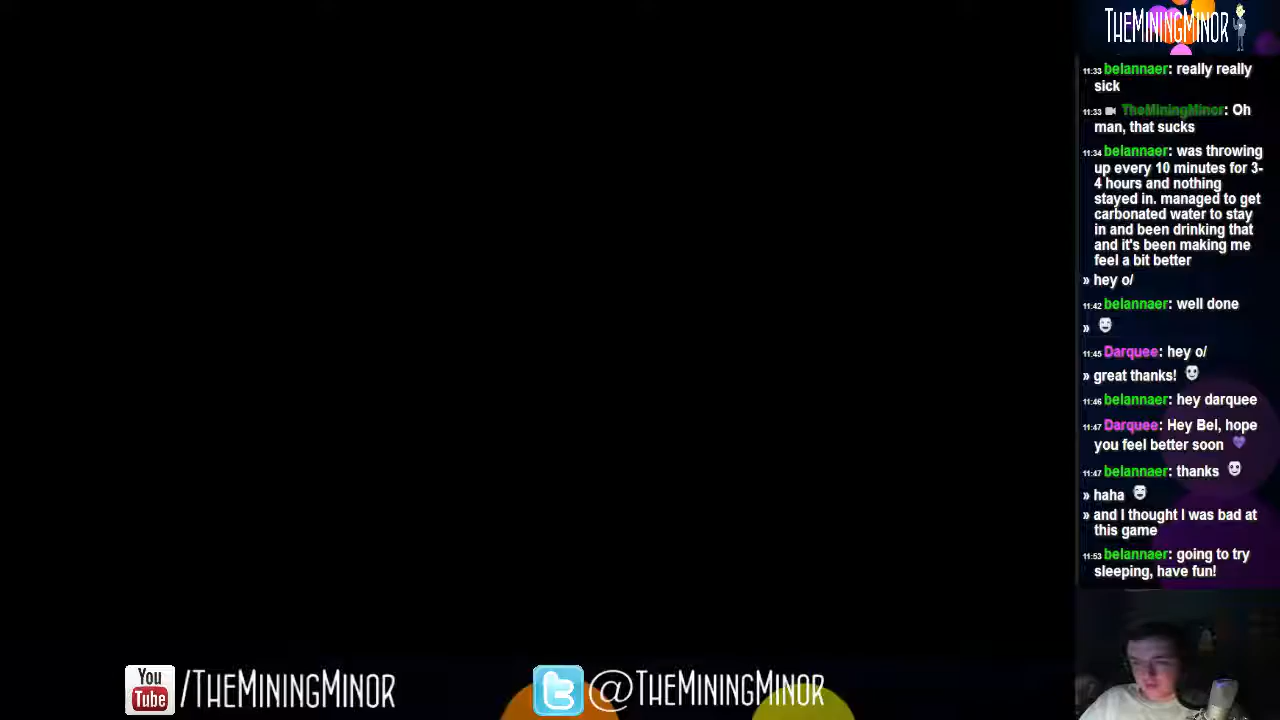 THEMININGMINOR
11:33 belannaer: really really
sick
11:33 TheMiningMinor: Oh
man, that sucks
11:34 belannaer: was throwing
up every 10 minutes for 3-
4 hours and nothing
stayed in. managed to get
carbonated water to stay
in and been drinking that
and it's been making me
feel a bit better
» hey o/
11:42 belannaer: well done
»
11:45 Darquee: hey o/
» great thanks!
11:46 belannaer: hey darquee
11:47 Darquee: Hey Bel, hope
you feel better soon
11:47 belannaer: thanks
» haha
» and I thought I was bad at
this game
11:53 belannaer: going to try
sleeping, have fun!
You
Tube /THEMININGMINOR
@THEMININGMINOR